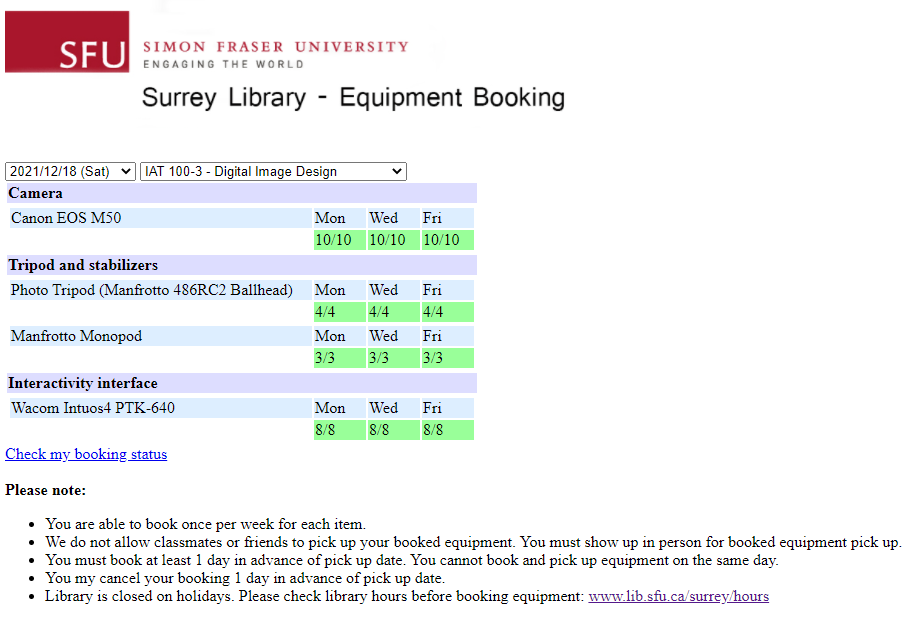 SFU SIMON FRASER UNIVERSITY
ENGAGING THE WORLD
Surrey Library - Equipment Booking
2021/12/18 (Sat) IAT 100-3 - Digital Image Design
Camera
Canon EOS M50 Mon Wed Fri
10/10 10/10 10/10
Tripod and stabilizers
Photo Tripod (Manfrotto 486RC2 Ballhead) Mon Wed Fri
4/4 4/4 4/4
Manfrotto Monopod Mon Wed Fri
3/3 3/3 3/3
Interactivity interface
Wacom Intuos4 PTK-640 Mon Wed Fri
8/8 8/8 8/8
Check my booking status
Please note:
• You are able to book once per week for each item.
• We do not allow classmates or friends to pick up your booked equipment. You must show up in person for booked equipment pick up.
• You must book at least 1 day in advance of pick up date. You cannot book and pick up equipment on the same day.
• You my cancel your booking 1 day in advance of pick up date.
• Library is closed on holidays. Please check library hours before booking equipment: www.lib.sfu.ca/surrey/hours